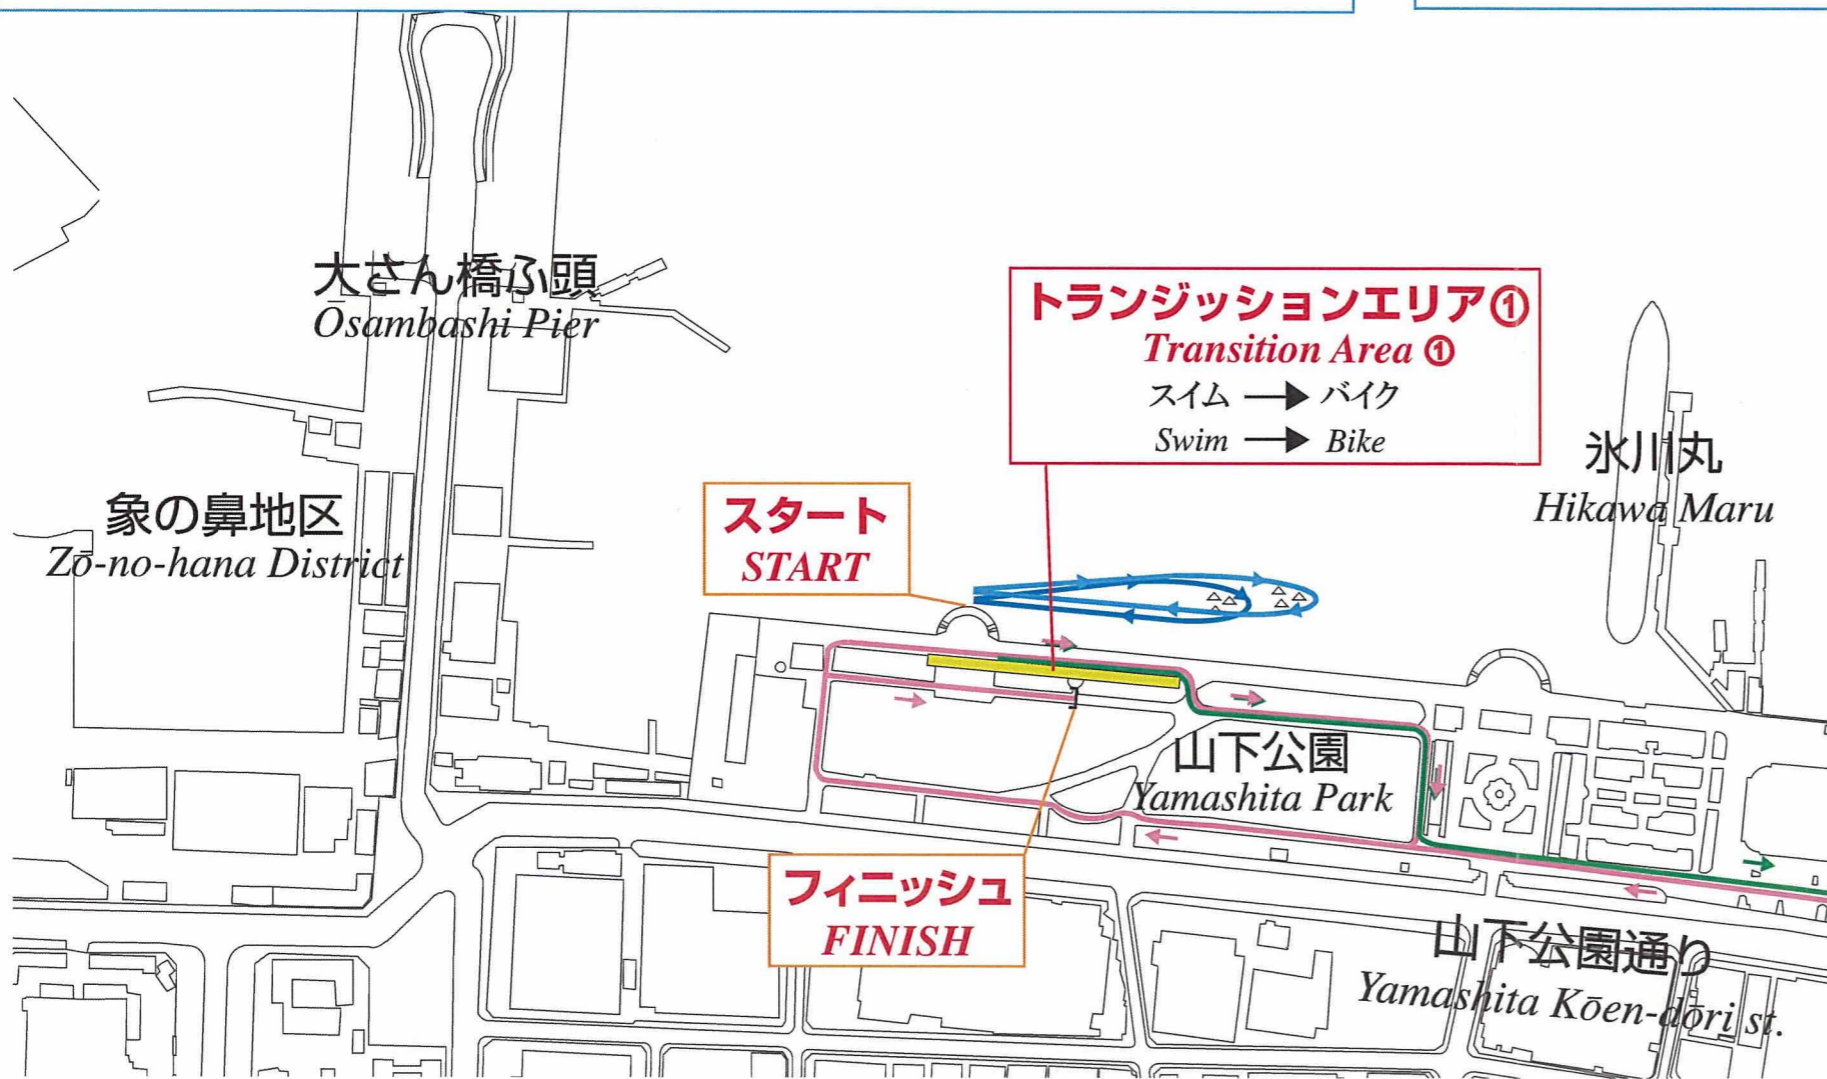 大さん橋ふ頭
Ōsambashi Pier
トランジッションエリア①
Transition Area ①
スイム → バイク
Swim → Bike
氷川丸
Hikawa Maru
象の鼻地区
Zō-no-hana District
スタート
START
山下公園
Yamashita Park
フィニッシュ
FINISH
山下公園通り
Yamashita Kōen-dōri st.